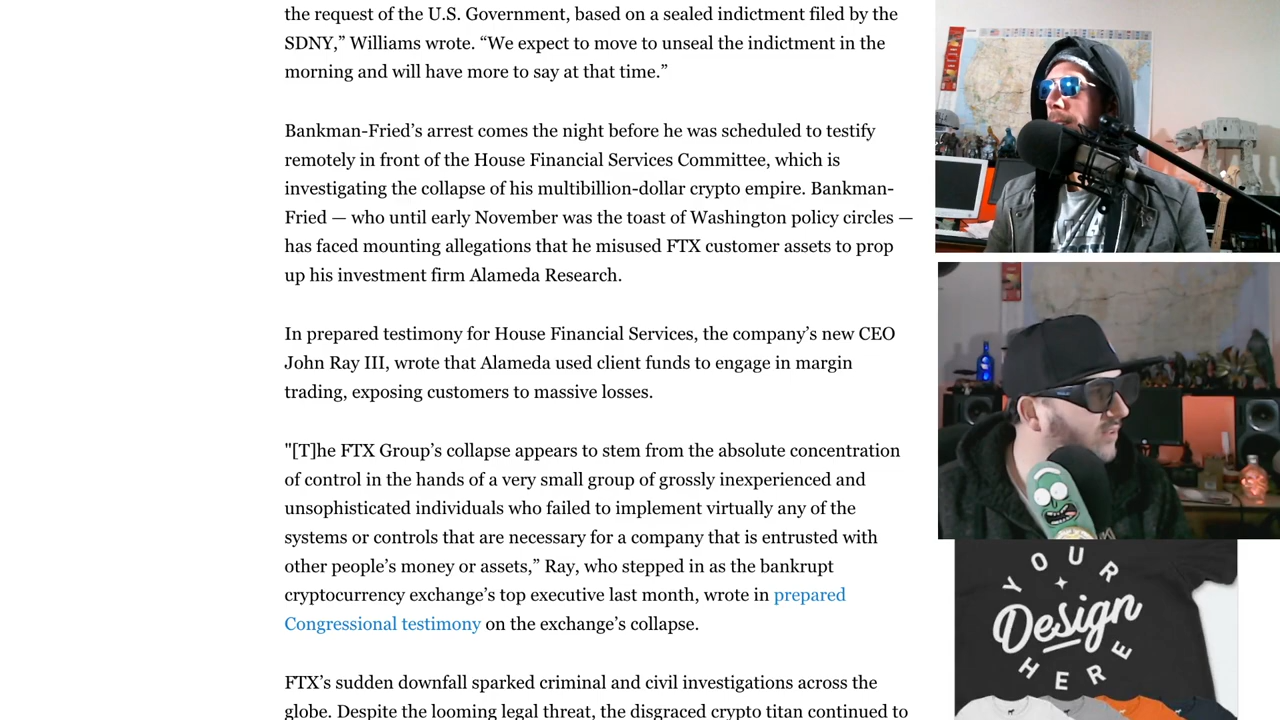 the request of the U.S. Government, based on a sealed indictment filed by the
SDNY,” Williams wrote. “We expect to move to unseal the indictment in the
morning and will have more to say at that time.”
Bankman-Fried’s arrest comes the night before he was scheduled to testify
remotely in front of the House Financial Services Committee, which is
investigating the collapse of his multibillion-dollar crypto empire. Bankman-
Fried — who until early November was the toast of Washington policy circles —
has faced mounting allegations that he misused FTX customer assets to prop
up his investment firm Alameda Research.
In prepared testimony for House Financial Services, the company’s new CEO
John Ray III, wrote that Alameda used client funds to engage in margin
trading, exposing customers to massive losses.
"[T]he FTX Group’s collapse appears to stem from the absolute concentration
of control in the hands of a very small group of grossly inexperienced and
unsophisticated individuals who failed to implement virtually any of the
systems or controls that are necessary for a company that is entrusted with
other people’s money or assets,” Ray, who stepped in as the bankrupt
cryptocurrency exchange’s top executive last month, wrote in prepared
Congressional testimony on the exchange’s collapse.
FTX’s sudden downfall sparked criminal and civil investigations across the
globe. Despite the looming legal threat, the disgraced crypto titan continued to
YOUR
Design
HERE